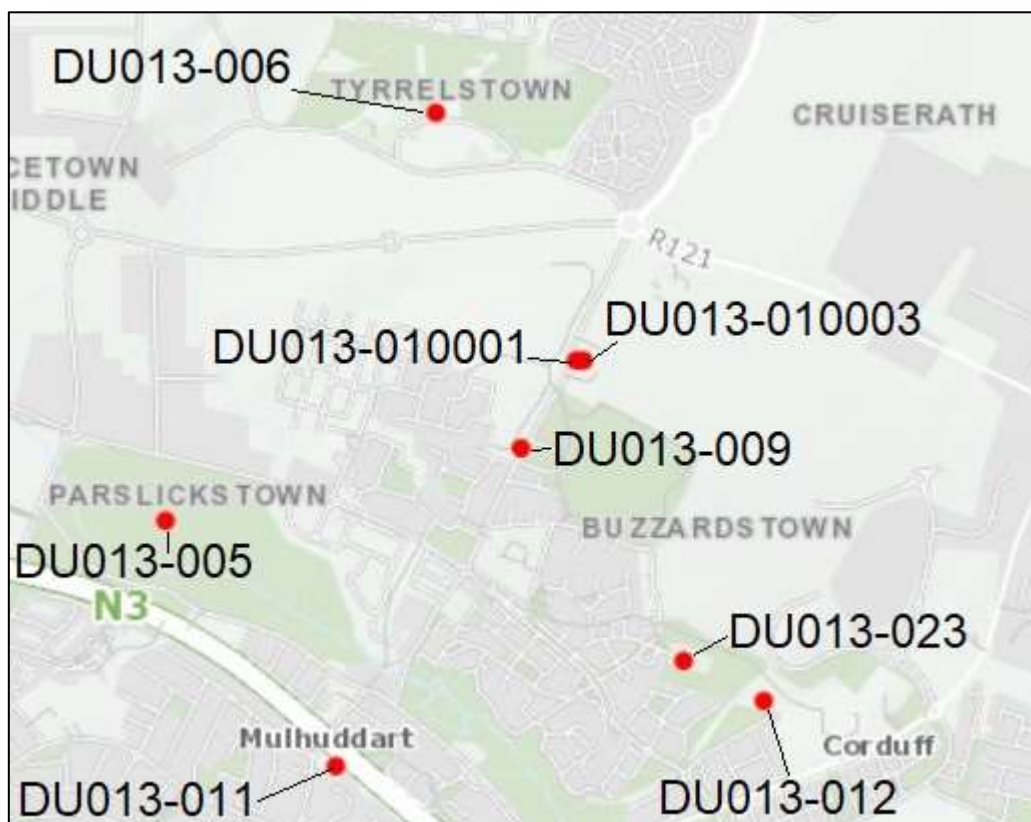 DU013-006
TYRRELSTOWN
CRUISERATH
CETOWN
IDDLE
R121
DU013-010003
DU013-010001
DU013-009
PARSLICKSTOWN
BUZZARDSTOWN
DU013-005
N3
DU013-023
Mulhuddart
Corduff
DU013-011
DU013-012